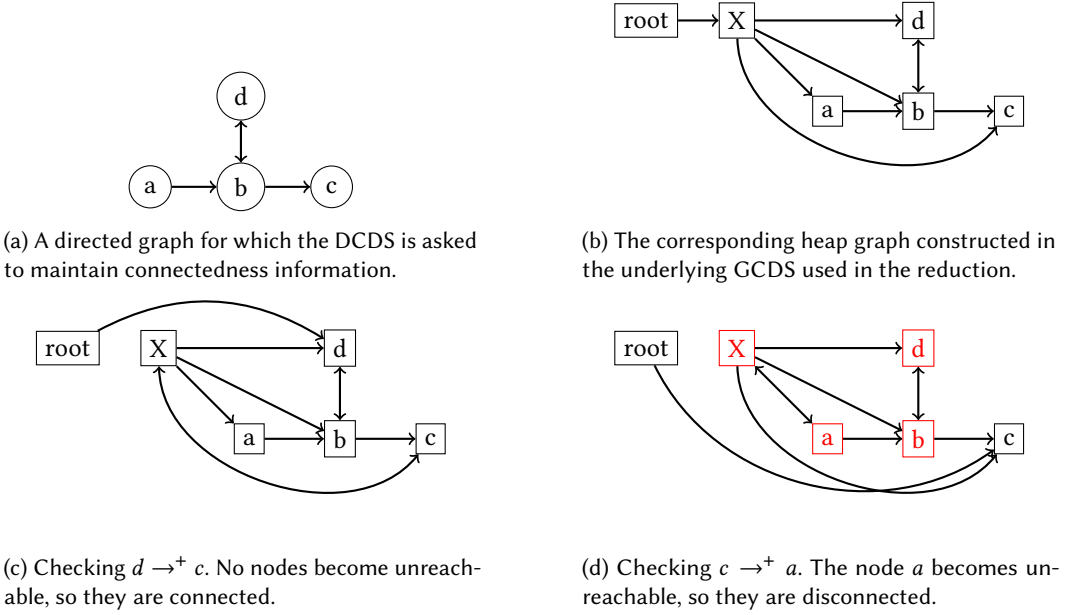 d
a b c
(a) A directed graph for which the DCDS is asked
to maintain connectedness information.
root X d
a b c
(b) The corresponding heap graph constructed in
the underlying GCDS used in the reduction.
root X d
a b c
(c) Checking d →⁺ c. No nodes become unreach-
able, so they are connected.
root X d
a b c
(d) Checking c →⁺ a. The node a becomes un-
reachable, so they are disconnected.